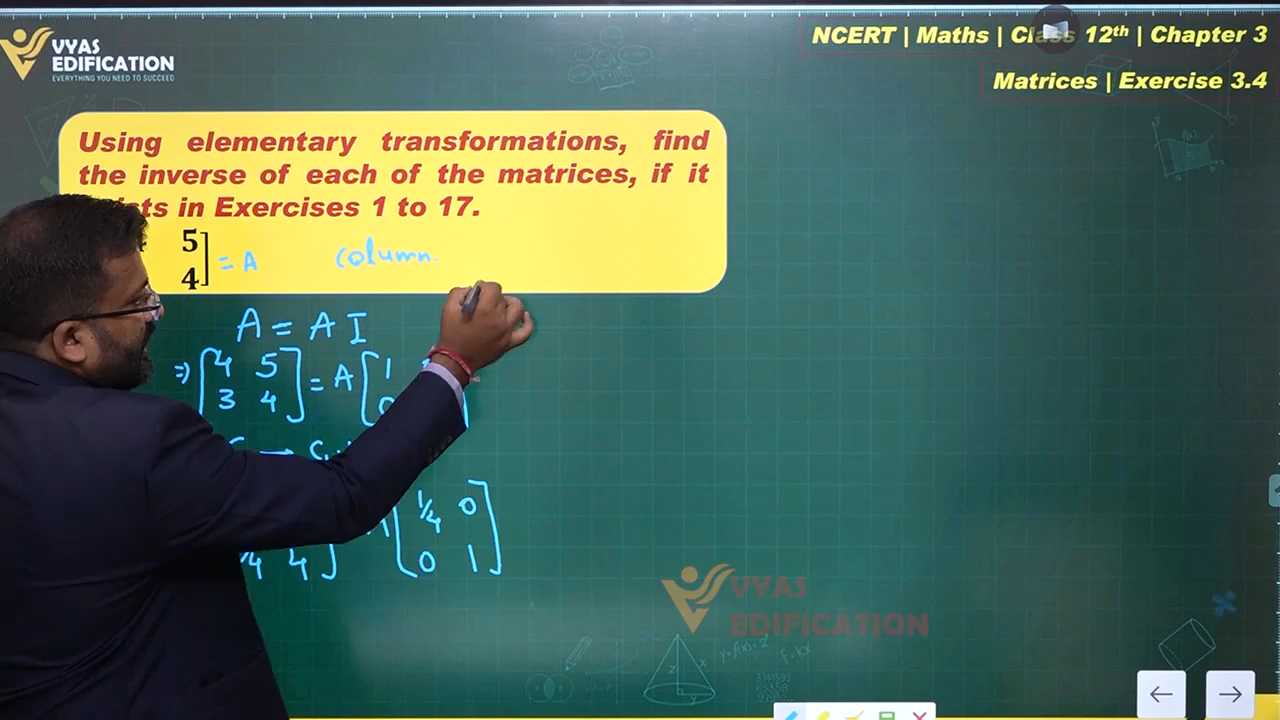 VYAS
EDIFICATION
EVERYTHING YOU NEED TO SUCCEED
NCERT | Maths | Class 12th | Chapter 3
Matrices | Exercise 3.4
Using elementary transformations, find
the inverse of each of the matrices, if it
in Exercises 1 to 17.
5
4 ] = A column.
A = A I
⇒ [ 4 5
3 4 ] = A [ 1
→
1/4 0
4 ] 0 1 ]
VYAS
EDIFICATION